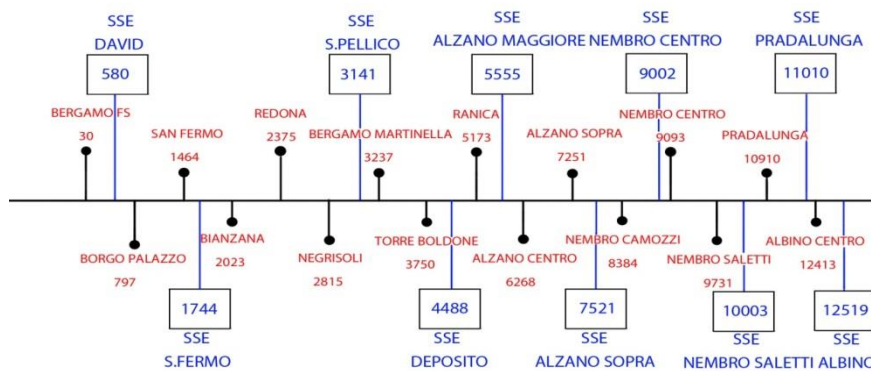 SSE SSE SSE SSE SSE
DAVID S.PELLICO ALZANO MAGGIORE NEMBRO CENTRO PRADALUNGA
580 3141 5555 9002 11010
BERGAMO FS REDONA RANICA NEMBRO CENTRO
30 SAN FERMO 2375 BERGAMO MARTINELLA 5173 ALZANO SOPRA 9093 PRADALUNGA
1464 3237 7251 10910
BORGO PALAZZO BIANZANA NEGRISOLI TORRE BOLDONE ALZANO CENTRO NEMBRO CAMOZZI NEMBRO SALETTI ALBINO CENTRO
797 2023 2815 3750 6268 8384 9731 12413
1744 4488 7521 10003 12519
SSE SSE SSE SSE SSE
S.FERMO DEPOSITO ALZANO SOPRA NEMBRO SALETTI ALBINO